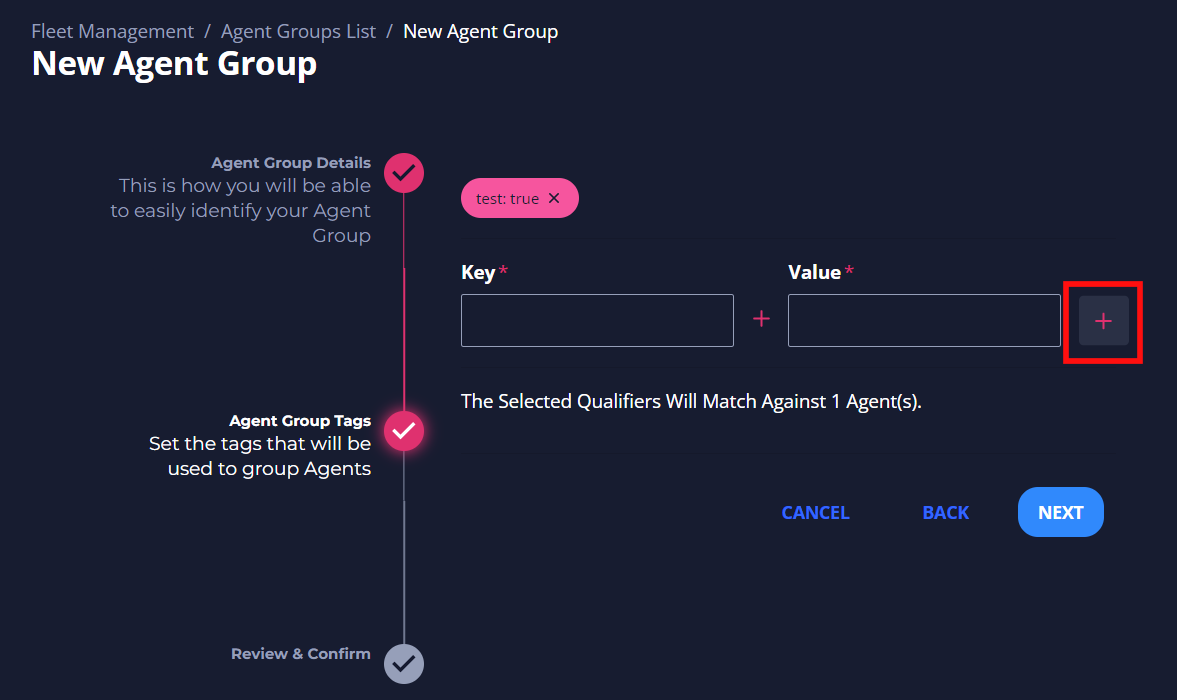 Fleet Management / Agent Groups List / New Agent Group
New Agent Group
Agent Group Details
This is how you will be able
to easily identify your Agent
Group
test: true ×
Key *
Value *
+
+
The Selected Qualifiers Will Match Against 1 Agent(s).
Agent Group Tags
Set the tags that will be
used to group Agents
CANCEL
BACK
NEXT
Review & Confirm